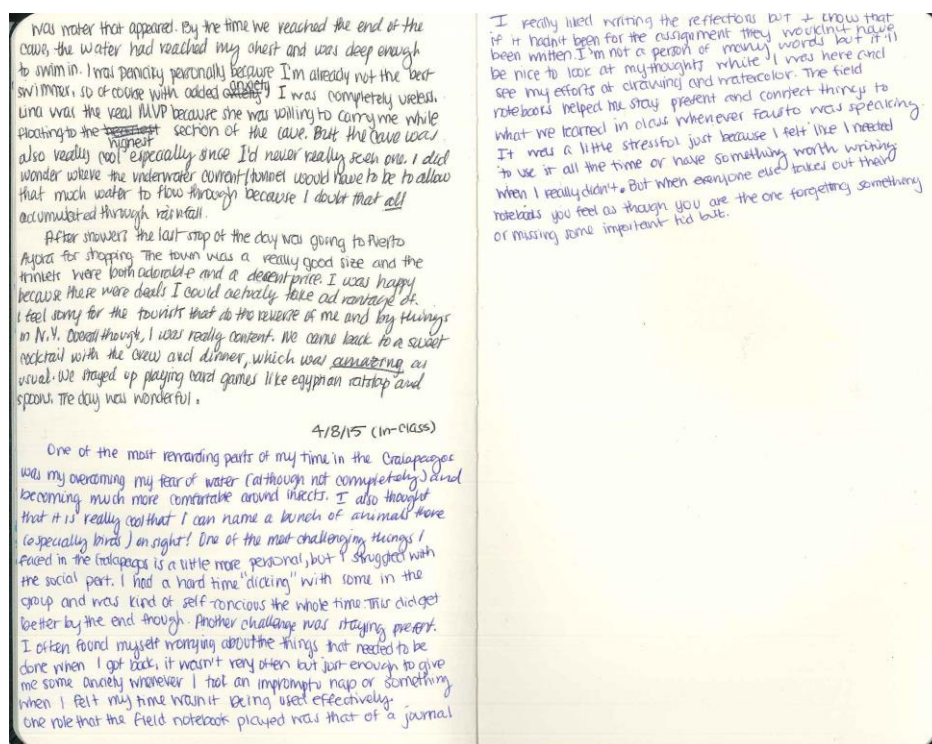 was water that appeared. By the time we reached the end of the
cave, the water had reached my chest and was deep enough
to swim in. I was panicky personally because I'm already not the best
swimmer, so of course with added anxiety I was completely useless.
Lina was the real MVP because she was willing to carry me while
floating to the highest section of the cave. But the cave was
also really cool especially since I'd never really seen one. I did
wonder where the underwater current/tunnel would have to be to allow
that much water to flow through because I doubt that all
accumulated through rainfall.
After showers the last stop of the day was going to Puerto
Ayora for shopping. The town was a really good size and the
trinkets were both adorable and a decent price. I was happy
because these were deals I could actually take advantage of.
I feel sorry for the tourists that do the reverse of me and by things
in N.Y. Overall though, I was really content. We came back to a sweet
cocktail with the crew and dinner, which was amazing as
usual. We stayed up playing card games like egyptian ratslap and
spoons. The day was wonderful.
4/8/15 (In-Class)
One of the most rewarding parts of my time in the Galapagos
was my overcoming my fear of water (although not completely) and
becoming much more comfortable around insects. I also thought
that it is really cool that I can name a bunch of animals there
(especially birds) on sight! One of the most challenging things I
faced in the Galapagos is a little more personal, but I struggled with
the social part. I had a hard time "clicking" with some in the
group and was kind of self-concious the whole time. This did get
better by the end though. Another challenge was staying present.
I often found myself worrying about the things that needed to be
done when I got back, it wasn't very often but just enough to give
me some anxiety whenever I took an impromptu nap or something
when I felt my time wasn't being used effectively.
One role that the field notebook played was that of a journal
I really liked writing the reflections but I know that
if it hadn't been for the assignment they wouldn't have
been written. I'm not a person of many words but it'll
be nice to look at my thoughts while I was here and
see my efforts at drawing and watercolor. The field
notebooks helped me stay present and connect things to
what we learned in class whenever Fausto was speaking.
It was a little stressful just because I felt like I needed
to use it all the time or have something worth writing
when I really didn't. But when everyone else takes out their
notebooks you feel as though you are the one forgetting something
or missing some important tid bit.